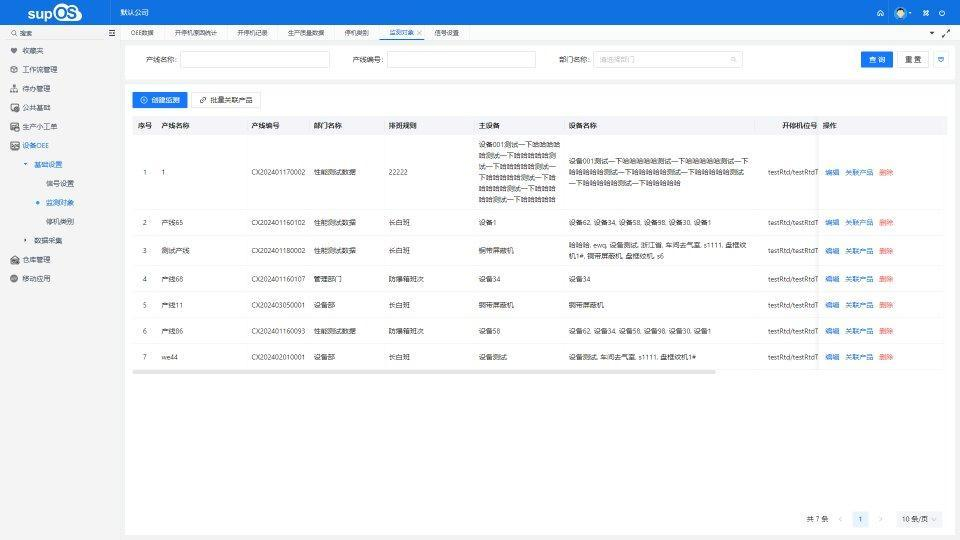 supOS 默认公司
搜索
OEE数据 开停机原因统计 开停机记录 生产质量数据 停机类别 监测对象 信号设置
收藏夹
工作流管理
待办管理
公共基础
生产小工单
设备OEE
基础设置
信号设置
监测对象
停机类别
数据采集
仓库管理
移动应用
产线名称: 产线编号: 部门名称: 请选择部门 查 询 重 置
创建监测 批量关联产品
序号 产线名称 产线编号 部门名称 排班规则 主设备 设备名称 开停机位号 操作
1 1 CX202401170002 性能测试数据 22222 testRtd/testRtdT 编辑 关联产品 删除
设备001测试一下哈哈哈哈
哈测试一下哈哈哈哈哈测
试一下哈哈哈哈哈测试一
下哈哈哈哈哈测试一下哈
哈哈哈哈测试一下哈哈哈
哈哈测试一下哈哈哈哈哈
设备001测试一下哈哈哈哈哈测试一下哈哈哈哈哈测试一下
哈哈哈哈哈测试一下哈哈哈哈哈测试一下哈哈哈哈哈测试
一下哈哈哈哈哈测试一下哈哈哈哈哈
2 产线65 CX202401160102 性能测试数据 长白班 设备1 设备62, 设备34, 设备58, 设备98, 设备30, 设备1 testRtd/testRtdT 编辑 关联产品 删除
3 测试产线 CX202401180002 性能测试数据 长白班 铜带屏蔽机 哈哈哈, ewq, 设备测试, 浙江省, 车间去气室, s1111, 盘框绞
机1#, 铜带屏蔽机, 盘框绞机, s6 testRtd/testRtdT 编辑 关联产品 删除
4 产线68 CX202401160107 管理部门 防爆箱班次 设备34 设备34 testRtd/testRtdT 编辑 关联产品 删除
5 产线11 CX202403050001 设备部 长白班 铜带屏蔽机 铜带屏蔽机 testRtd/testRtdT 编辑 关联产品 删除
6 产线86 CX202401160093 性能测试数据 防爆箱班次 设备58 设备62, 设备34, 设备58, 设备98, 设备30, 设备1 testRtd/testRtdT 编辑 关联产品 删除
7 we44 CX202402010001 设备部 长白班 设备测试 设备测试, 车间去气室, s1111, 盘框绞机1# testRtd/testRtdT 编辑 关联产品 删除
共 7 条 1 10 条/页